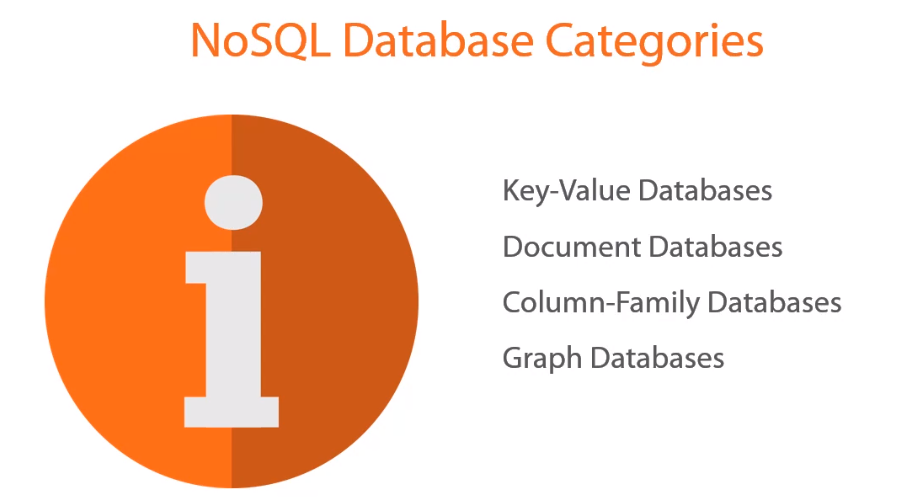 NoSQL Database Categories
Key-Value Databases
Document Databases
Column-Family Databases
Graph Databases